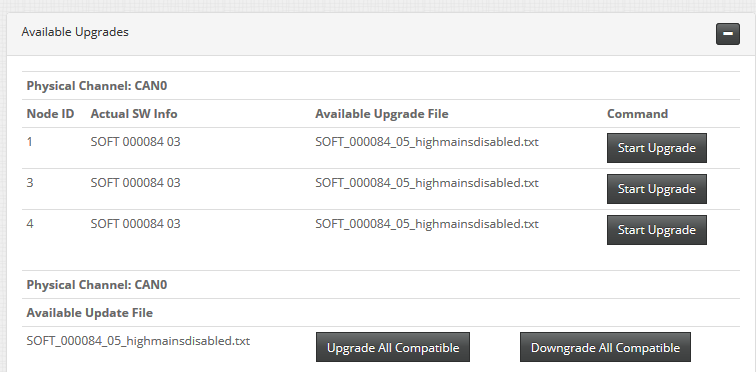 Available Upgrades
Physical Channel: CAN0
Node ID Actual SW Info Available Upgrade File Command
1 SOFT 000084 03 SOFT_000084_05_highmainsdisabled.txt Start Upgrade
3 SOFT 000084 03 SOFT_000084_05_highmainsdisabled.txt Start Upgrade
4 SOFT 000084 03 SOFT_000084_05_highmainsdisabled.txt Start Upgrade
Physical Channel: CAN0
Available Update File
SOFT_000084_05_highmainsdisabled.txt Upgrade All Compatible Downgrade All Compatible